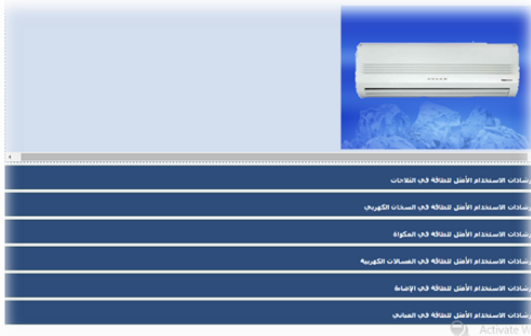 رشادات الاستخدام الأمثل للطاقة في الثلاجات
رشادات الاستخدام الأمثل للطاقة في السخان الكهربي
رشادات الاستخدام الأمثل للطاقة في المكواة
رشادات الاستخدام الأمثل للطاقة في الغسالات الكهربية
رشادات الاستخدام الأمثل للطاقة في الإضاءة
رشادات الاستخدام الأمثل للطاقة في المباني
Activate W